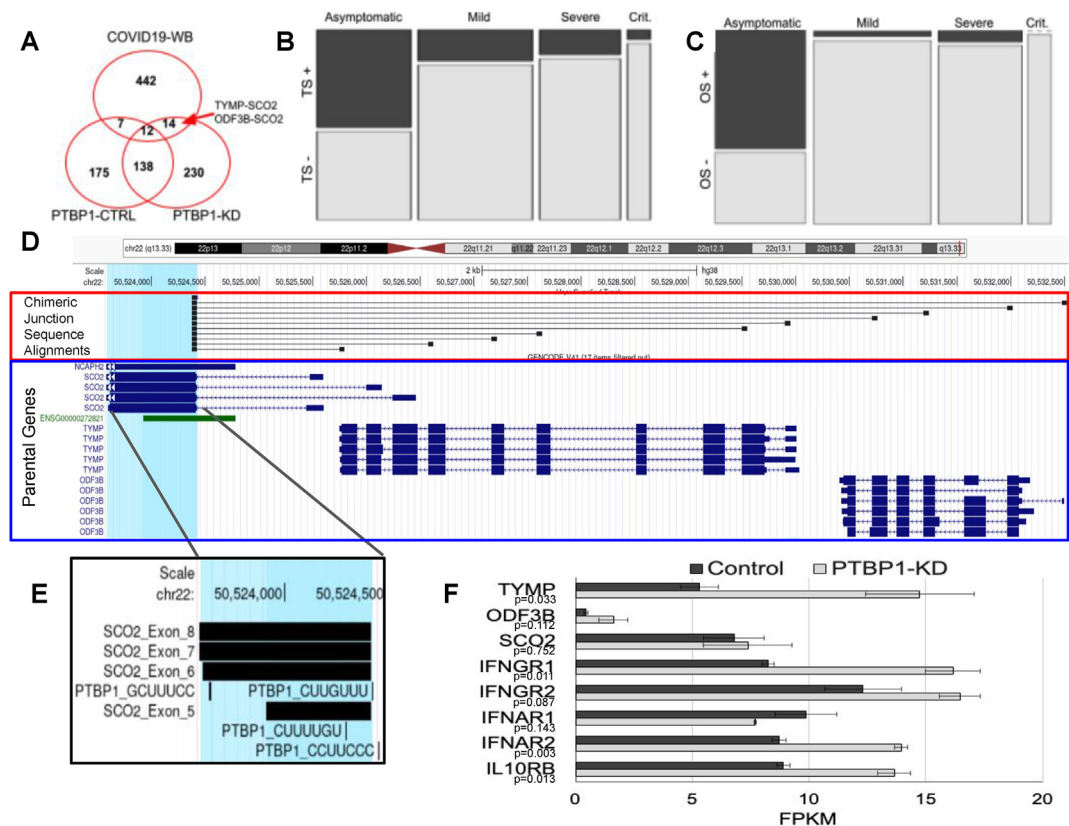 A
COVID19-WB
442
TYMP-SCO2
ODF3B-SCO2
7
12
14
175
138
230
PTBP1-CTRL
PTBP1-KD
B
Asymptomatic
Mild
Severe
Crit.
TS +
TS -
C
Asymptomatic
Mild
Severe
Crit.
OS +
OS -
D
chr22 (q13.33)
22p13
22p12
22p11.2
22q11.21
q11.22
22q11.23
22q12.1
22q12.2
22q12.3
22q13.1
22q13.2
22q13.31
q13.33
Scale
2 kb
hg38
chr22:
50,524,000
50,524,500
50,525,000
50,525,500
50,526,000
50,526,500
50,527,000
50,527,500
50,528,000
50,528,500
50,529,000
50,529,500
50,530,000
50,530,500
50,531,000
50,531,500
50,532,000
50,532,500
Chimeric
Junction
Sequence
Alignments
GENCODE V41 (17 items filtered out)
Parental Genes
NCAPH2
SCO2
SCO2
SCO2
SCO2
ENSG00000272821
TYMP
TYMP
TYMP
TYMP
TYMP
ODF3B
ODF3B
ODF3B
ODF3B
ODF3B
ODF3B
E
Scale
chr22:
50,524,000
50,524,500
SCO2_Exon_8
SCO2_Exon_7
SCO2_Exon_6
PTBP1_GCUUUCC
PTBP1_CUUGUUU
SCO2_Exon_5
PTBP1_CUUUUGU
PTBP1_CCUUCCC
F
Control
PTBP1-KD
TYMP
p=0.033
ODF3B
p=0.112
SCO2
p=0.752
IFNGR1
p=0.011
IFNGR2
p=0.087
IFNAR1
p=0.143
IFNAR2
p=0.003
IL10RB
p=0.013
0
5
10
15
20
FPKM